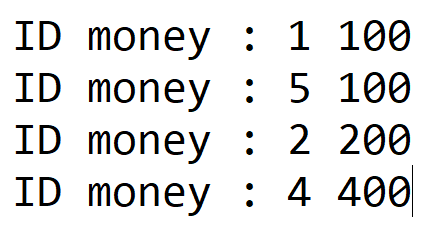 ID money : 1 100
ID money : 5 100
ID money : 2 200
ID money : 4 400